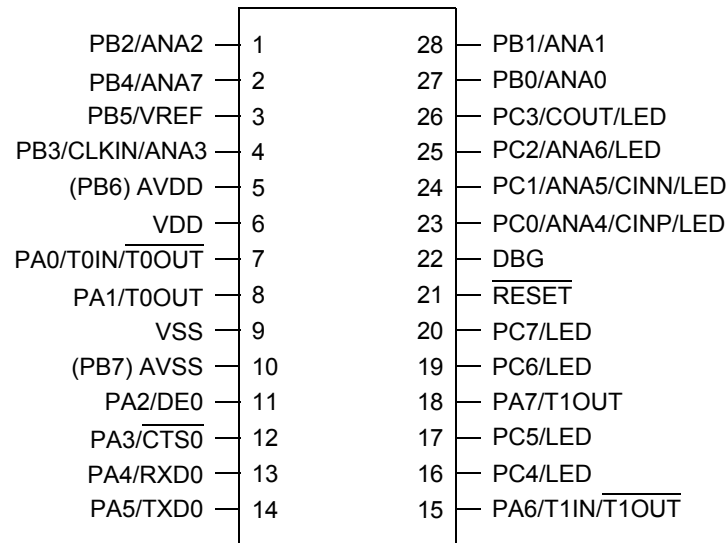 PB2/ANA2 1 28 PB1/ANA1
PB4/ANA7 2 27 PB0/ANA0
PB5/VREF 3 26 PC3/COUT/LED
PB3/CLKIN/ANA3 4 25 PC2/ANA6/LED
(PB6) AVDD 5 24 PC1/ANA5/CINN/LED
VDD 6 23 PC0/ANA4/CINP/LED
PA0/T0IN/T̅0̅O̅U̅T̅ 7 22 DBG
PA1/T0OUT 8 21 R̅E̅S̅E̅T̅
VSS 9 20 PC7/LED
(PB7) AVSS 10 19 PC6/LED
PA2/DE0 11 18 PA7/T1OUT
PA3/C̅T̅S̅0̅ 12 17 PC5/LED
PA4/RXD0 13 16 PC4/LED
PA5/TXD0 14 15 PA6/T1IN/T̅1̅O̅U̅T̅